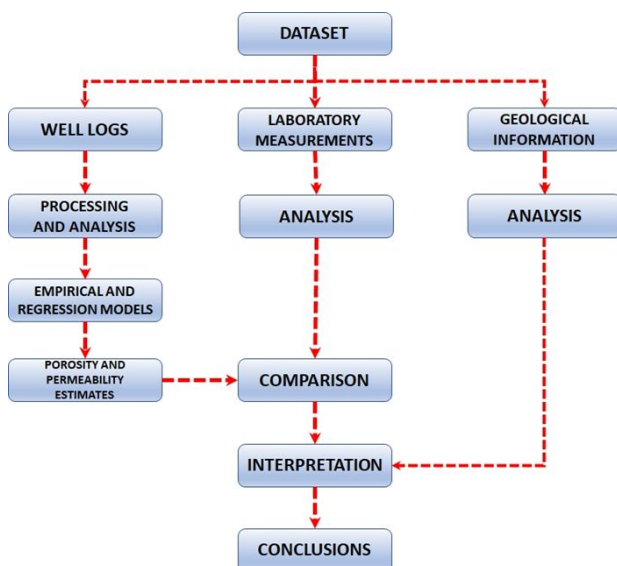 DATASET
WELL LOGS
LABORATORY
MEASUREMENTS
GEOLOGICAL
INFORMATION
PROCESSING
AND ANALYSIS
ANALYSIS
ANALYSIS
EMPIRICAL AND
REGRESSION MODELS
POROSITY AND
PERMEABILITY
ESTIMATES
COMPARISON
INTERPRETATION
CONCLUSIONS